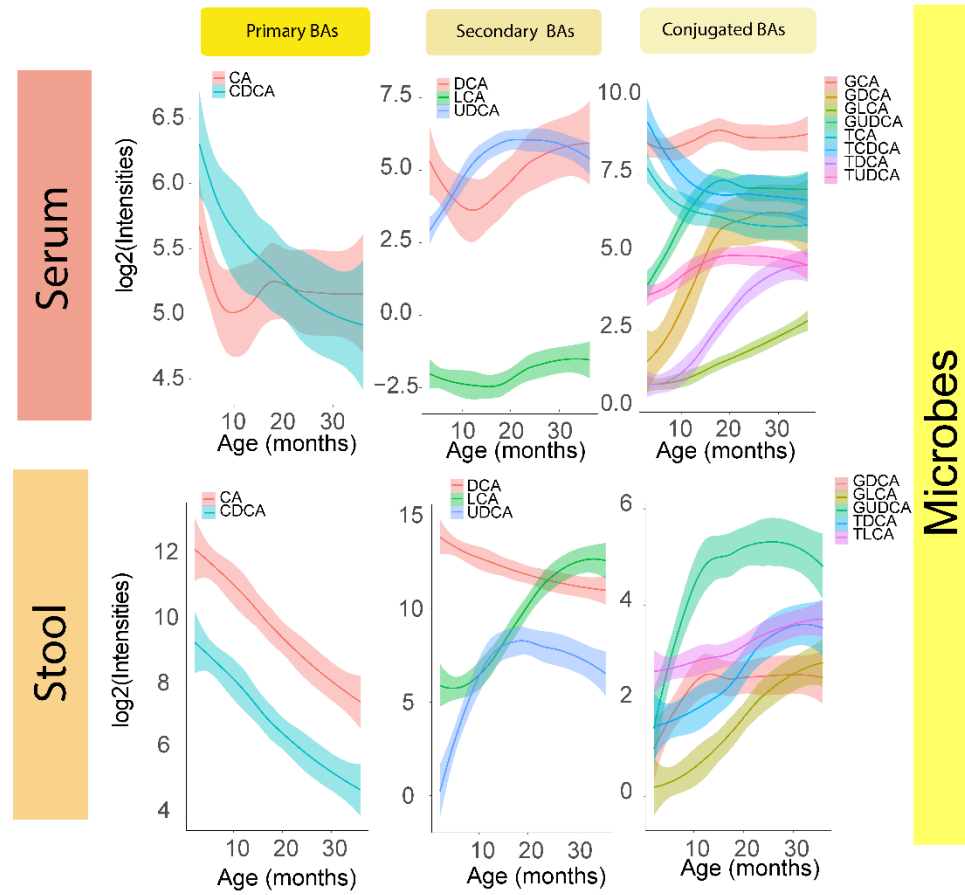 Primary BAs
Secondary BAs
Conjugated BAs
Serum
log2(Intensities)
CA
CDCA
6.5
6.0
5.5
5.0
4.5
10 20 30
Age (months)
DCA
LCA
UDCA
7.5
5.0
2.5
0.0
−2.5
10 20 30
Age (months)
GCA
GDCA
GLCA
GUDCA
TCA
TCDCA
TDCA
TUDCA
10.0
7.5
5.0
2.5
0.0
10 20 30
Age (months)
Stool
log2(Intensities)
CA
CDCA
12
10
8
6
4
10 20 30
Age (months)
DCA
LCA
UDCA
15
10
5
0
10 20 30
Age (months)
GDCA
GLCA
GUDCA
TDCA
TLCA
6
4
2
0
10 20 30
Age (months)
Microbes